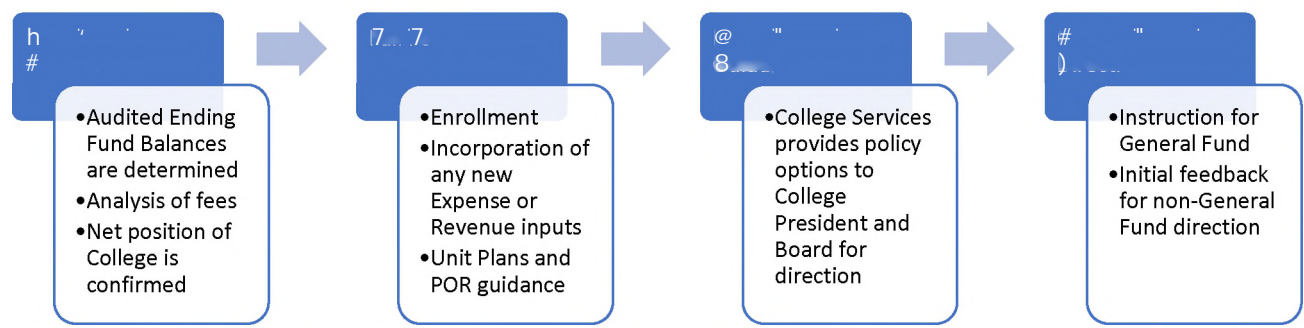 •Audited Ending
Fund Balances
are determined
•Analysis of fees
•Net position of
College is
confirmed
•Enrollment
•Incorporation of
any new
Expense or
Revenue inputs
•Unit Plans and
POR guidance
•College Services
provides policy
options to
College
President and
Board for
direction
•Instruction for
General Fund
•Initial feedback
for non-General
Fund direction